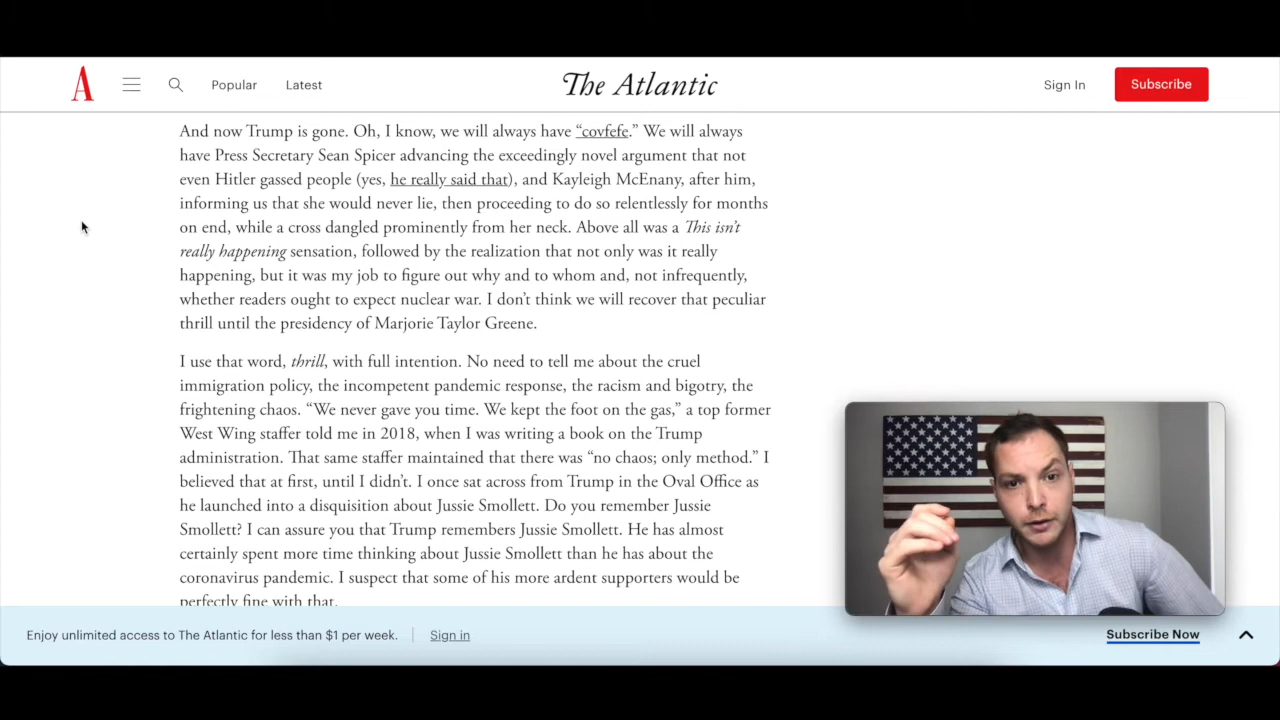 A
Popular
Latest
The Atlantic
Sign In
Subscribe
And now Trump is gone. Oh, I know, we will always have “covfefe.” We will always
have Press Secretary Sean Spicer advancing the exceedingly novel argument that not
even Hitler gassed people (yes, he really said that), and Kayleigh McEnany, after him,
informing us that she would never lie, then proceeding to do so relentlessly for months
on end, while a cross dangled prominently from her neck. Above all was a This isn’t
really happening sensation, followed by the realization that not only was it really
happening, but it was my job to figure out why and to whom and, not infrequently,
whether readers ought to expect nuclear war. I don’t think we will recover that peculiar
thrill until the presidency of Marjorie Taylor Greene.
I use that word, thrill, with full intention. No need to tell me about the cruel
immigration policy, the incompetent pandemic response, the racism and bigotry, the
frightening chaos. “We never gave you time. We kept the foot on the gas,” a top former
West Wing staffer told me in 2018, when I was writing a book on the Trump
administration. That same staffer maintained that there was “no chaos; only method.” I
believed that at first, until I didn’t. I once sat across from Trump in the Oval Office as
he launched into a disquisition about Jussie Smollett. Do you remember Jussie
Smollett? I can assure you that Trump remembers Jussie Smollett. He has almost
certainly spent more time thinking about Jussie Smollett than he has about the
coronavirus pandemic. I suspect that some of his more ardent supporters would be
perfectly fine with that.
Enjoy unlimited access to The Atlantic for less than $1 per week.
Sign in
Subscribe Now